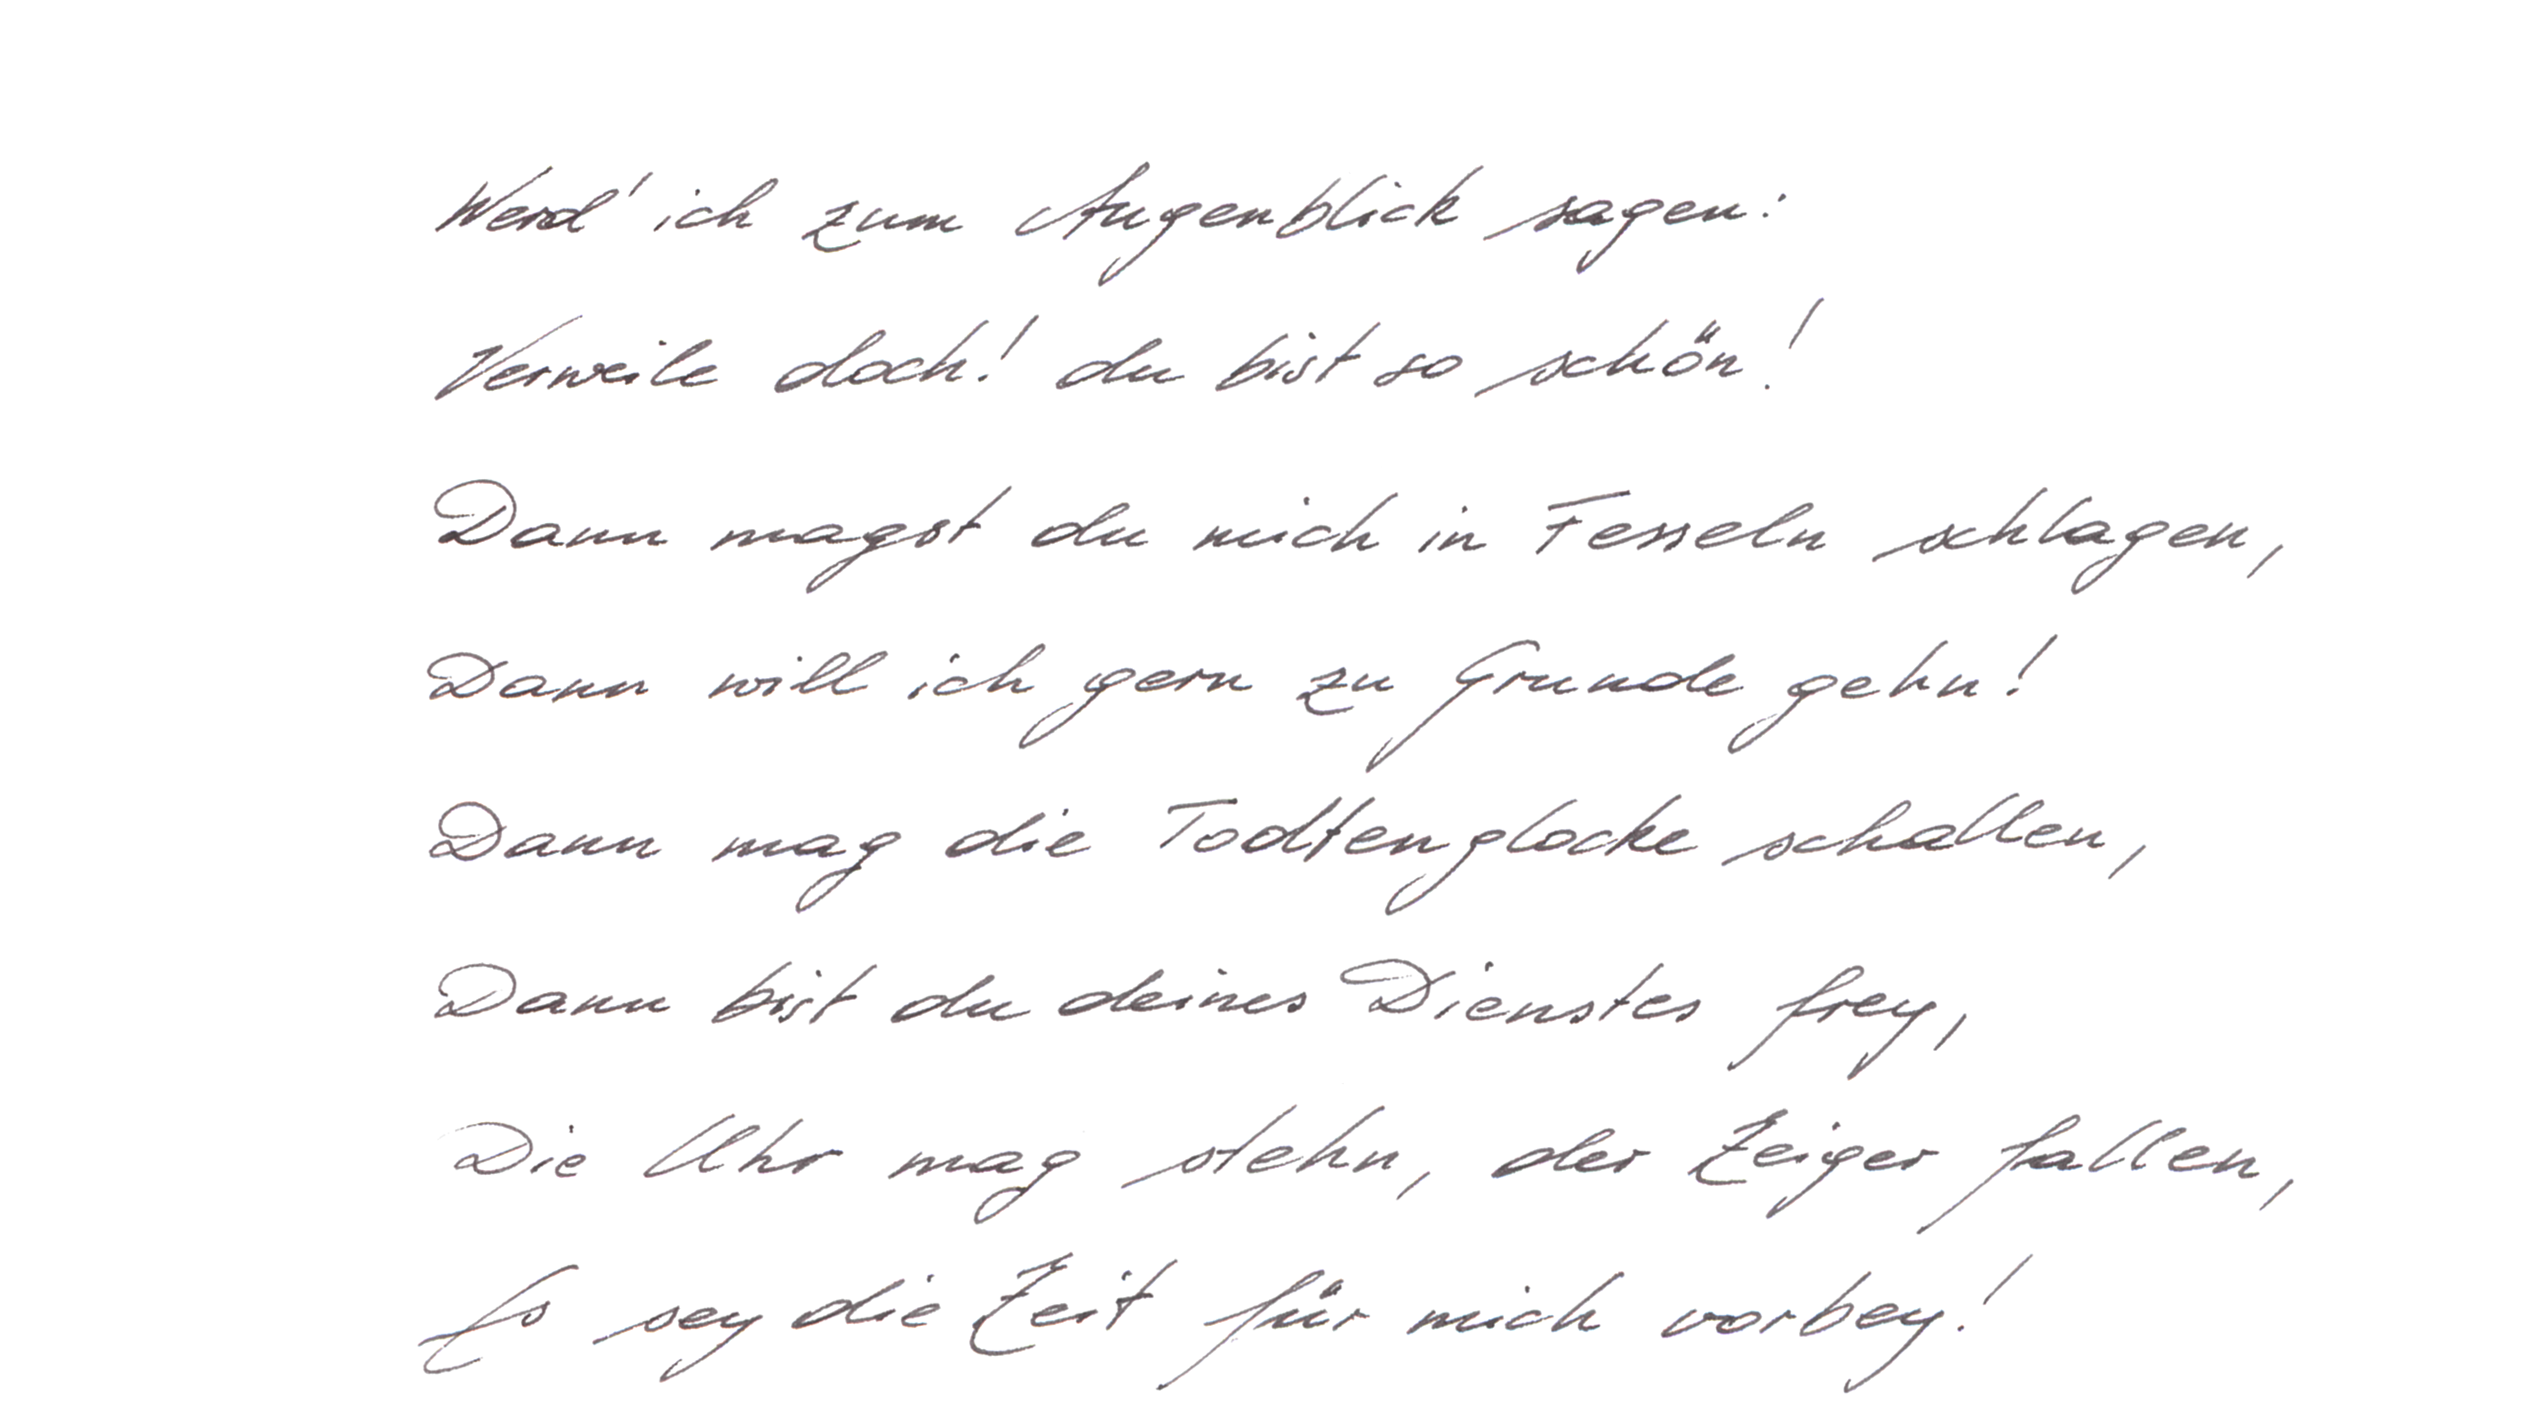 Werd' ich zum Augenblick sagen:
Verweile doch! du bist so schön!
Dann magst du mich in Fesseln schlagen,
Dann will ich gern zu Grunde gehn!
Dann mag die Todtenglocke schallen,
Dann bist du deines Dienstes frey,
Die Uhr mag stehn, der Zeiger fallen,
Es sey die Zeit für mich vorbey!